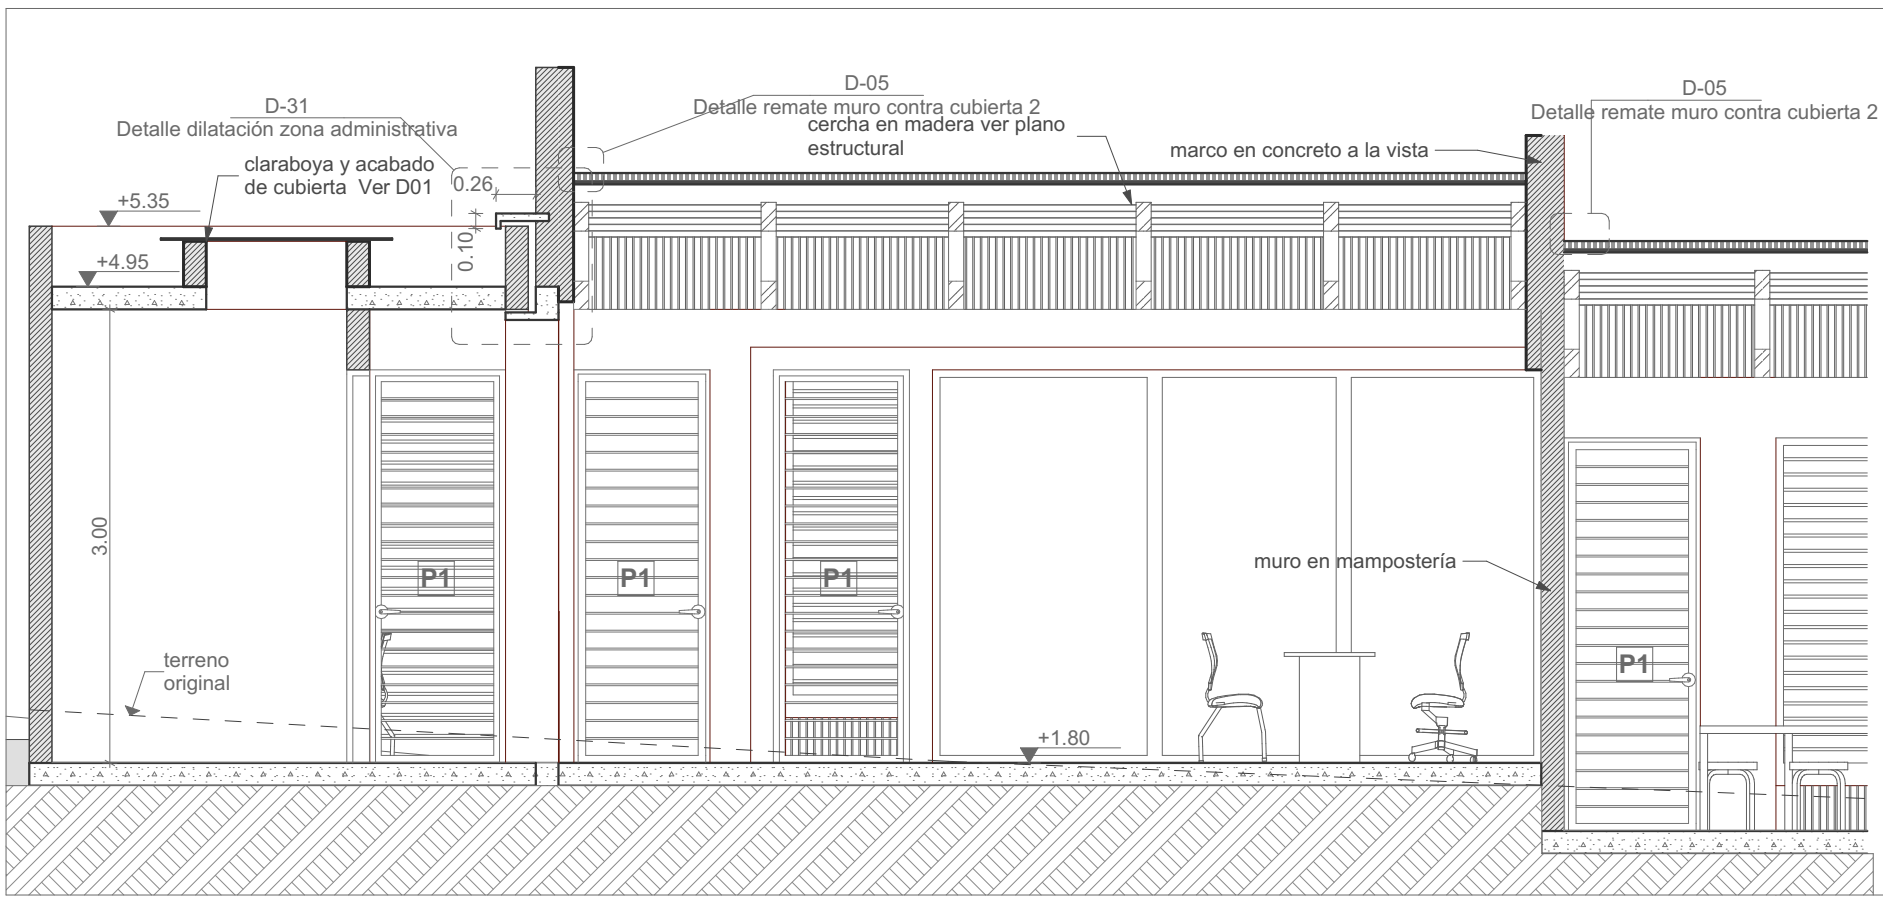 D-31
Detalle dilatación zona administrativa
claraboya y acabado
de cubierta Ver D01
D-05
Detalle remate muro contra cubierta 2
cercha en madera ver plano
estructural
marco en concreto a la vista
D-05
Detalle remate muro contra cubierta 2
0.26
0.10
+5.35
+4.95
3.00
P1
P1
P1
muro en mampostería
P1
terreno
original
+1.80